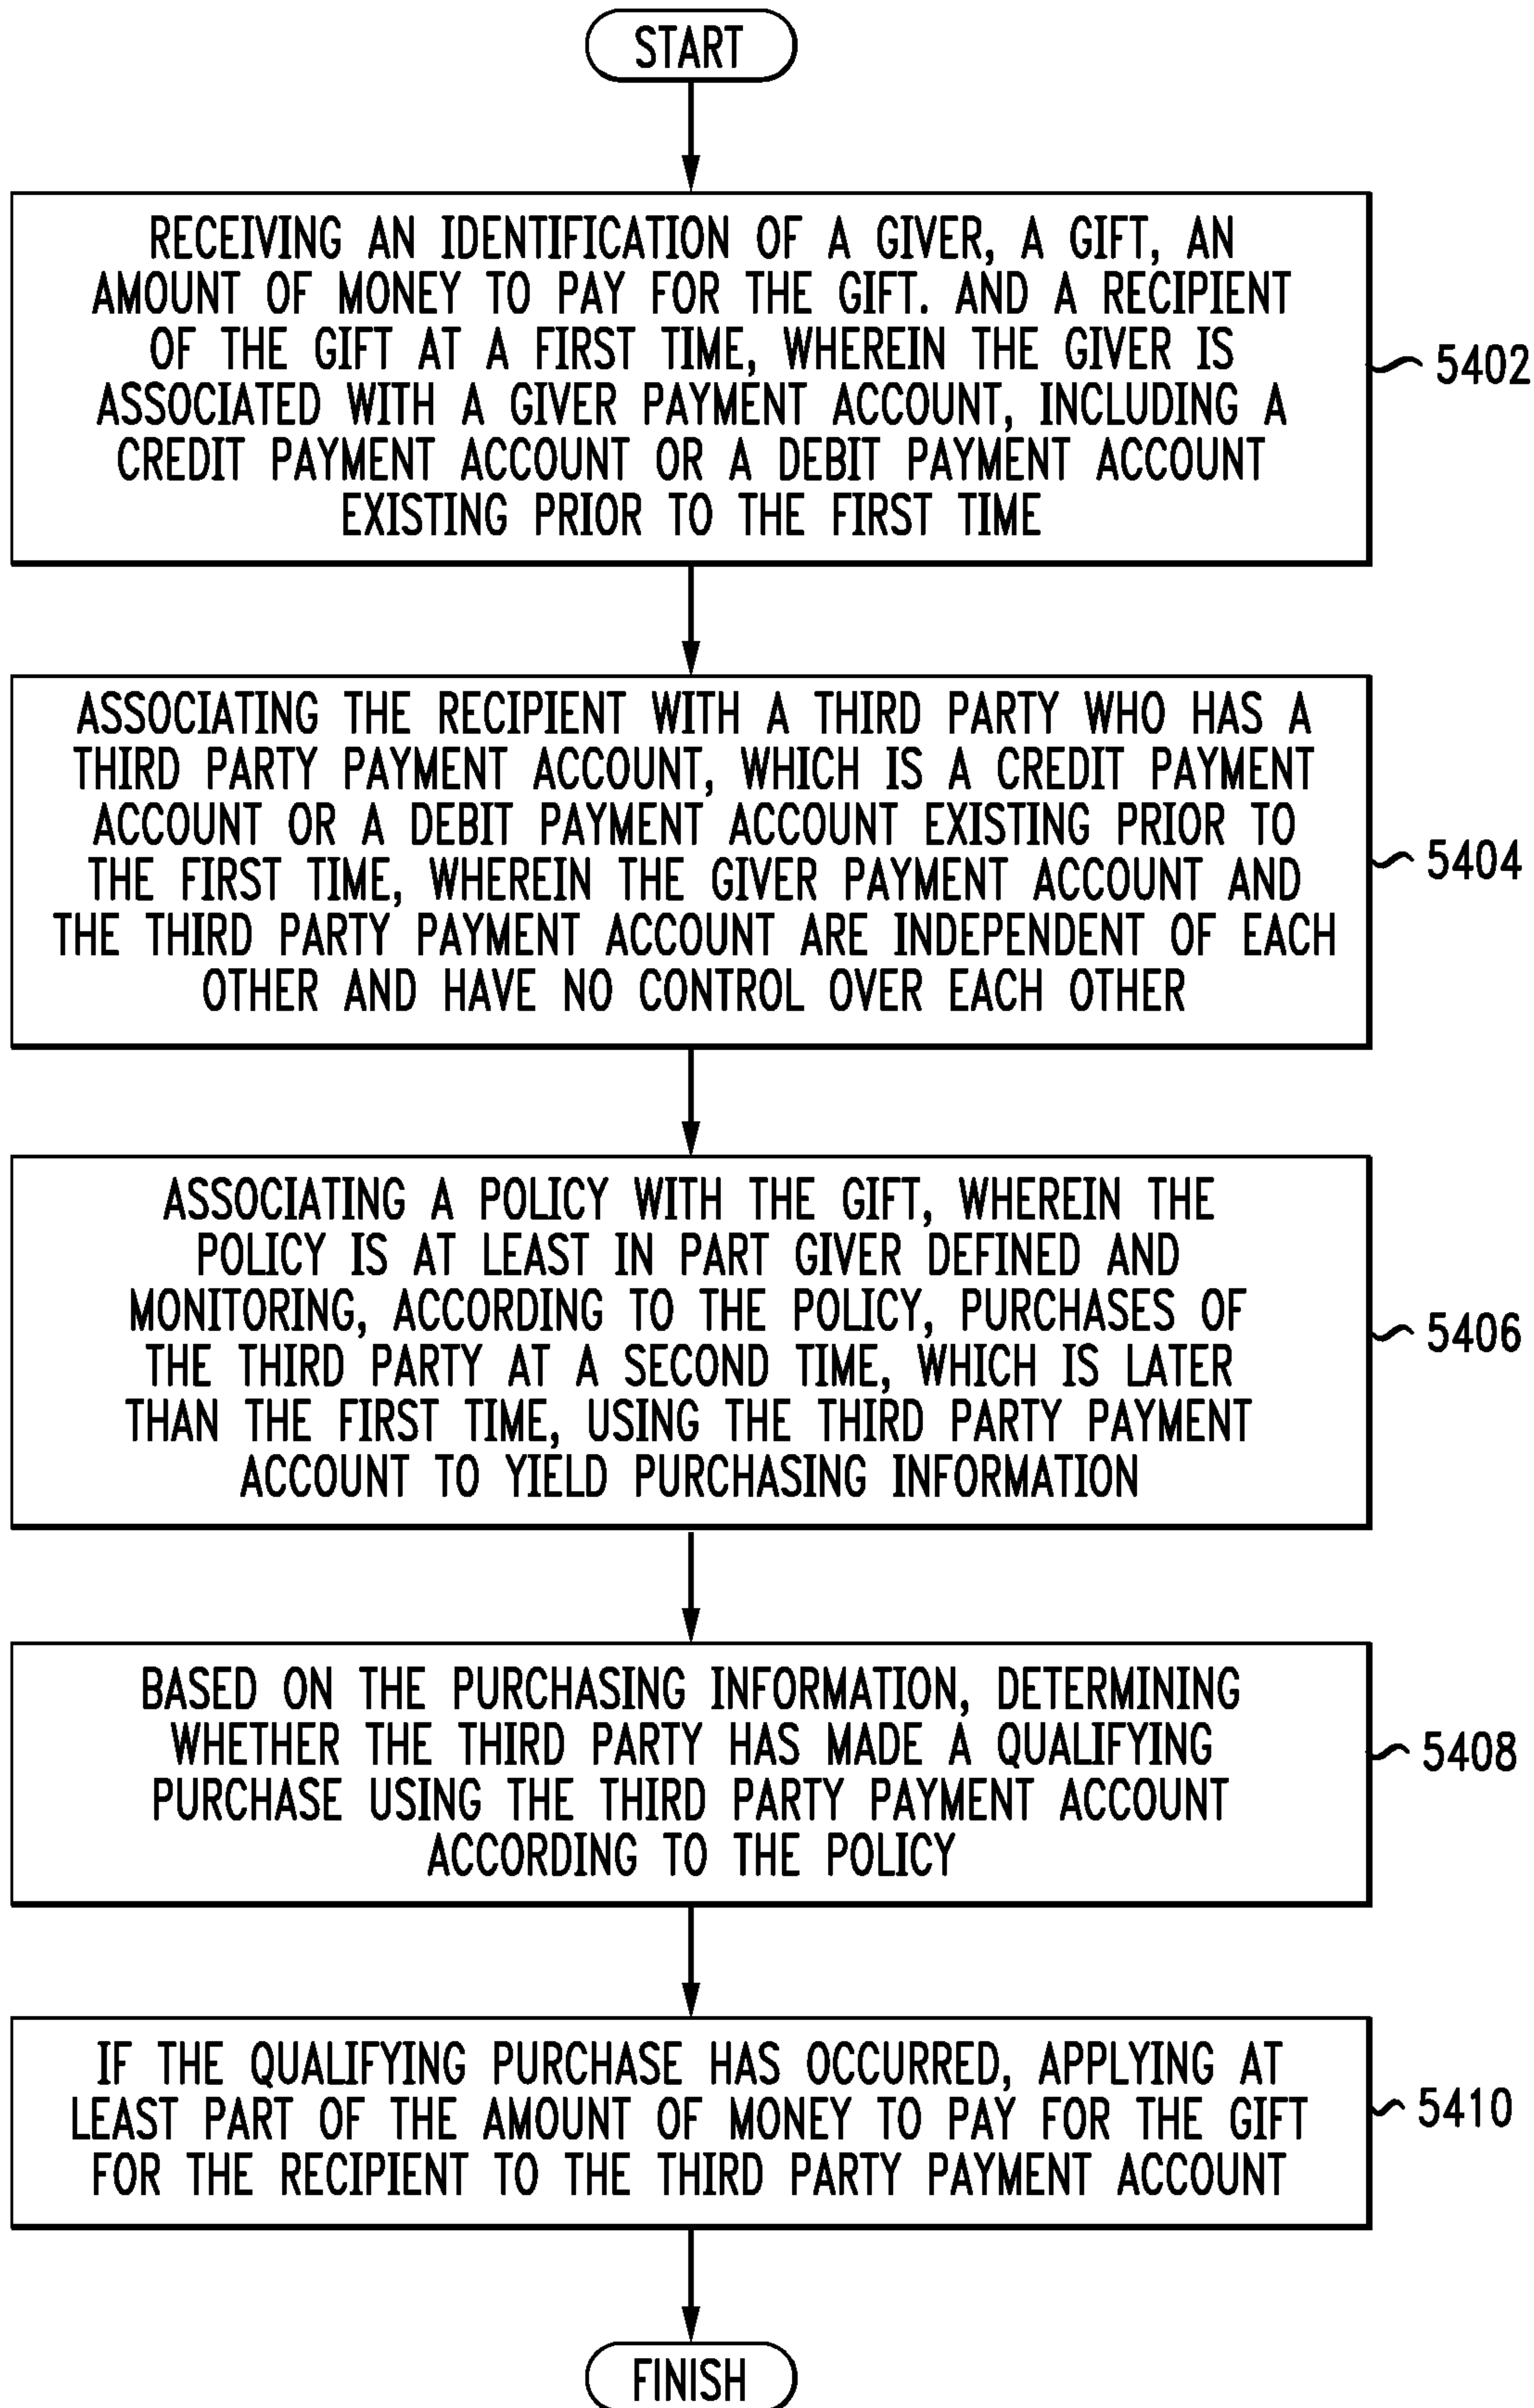 START
RECEIVING AN IDENTIFICATION OF A GIVER, A GIFT, AN
AMOUNT OF MONEY TO PAY FOR THE GIFT. AND A RECIPIENT
OF THE GIFT AT A FIRST TIME, WHEREIN THE GIVER IS
ASSOCIATED WITH A GIVER PAYMENT ACCOUNT, INCLUDING A
CREDIT PAYMENT ACCOUNT OR A DEBIT PAYMENT ACCOUNT
EXISTING PRIOR TO THE FIRST TIME
5402
ASSOCIATING THE RECIPIENT WITH A THIRD PARTY WHO HAS A
THIRD PARTY PAYMENT ACCOUNT, WHICH IS A CREDIT PAYMENT
ACCOUNT OR A DEBIT PAYMENT ACCOUNT EXISTING PRIOR TO
THE FIRST TIME, WHEREIN THE GIVER PAYMENT ACCOUNT AND
THE THIRD PARTY PAYMENT ACCOUNT ARE INDEPENDENT OF EACH
OTHER AND HAVE NO CONTROL OVER EACH OTHER
5404
ASSOCIATING A POLICY WITH THE GIFT, WHEREIN THE
POLICY IS AT LEAST IN PART GIVER DEFINED AND
MONITORING, ACCORDING TO THE POLICY, PURCHASES OF
THE THIRD PARTY AT A SECOND TIME, WHICH IS LATER
THAN THE FIRST TIME, USING THE THIRD PARTY PAYMENT
ACCOUNT TO YIELD PURCHASING INFORMATION
5406
BASED ON THE PURCHASING INFORMATION, DETERMINING
WHETHER THE THIRD PARTY HAS MADE A QUALIFYING
PURCHASE USING THE THIRD PARTY PAYMENT ACCOUNT
ACCORDING TO THE POLICY
5408
IF THE QUALIFYING PURCHASE HAS OCCURRED, APPLYING AT
LEAST PART OF THE AMOUNT OF MONEY TO PAY FOR THE GIFT
FOR THE RECIPIENT TO THE THIRD PARTY PAYMENT ACCOUNT
5410
FINISH